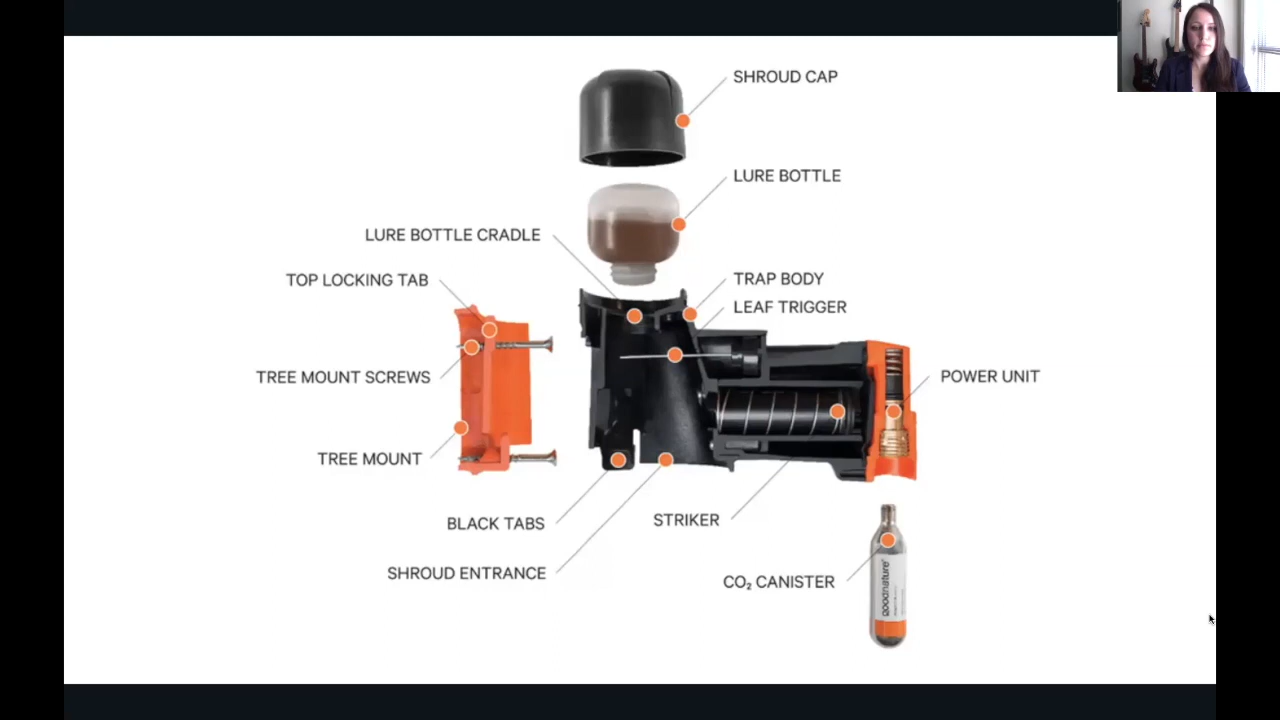 SHROUD CAP
LURE BOTTLE
LURE BOTTLE CRADLE
TOP LOCKING TAB
TRAP BODY
LEAF TRIGGER
TREE MOUNT SCREWS
POWER UNIT
TREE MOUNT
BLACK TABS
STRIKER
SHROUD ENTRANCE
CO₂ CANISTER
goodnature